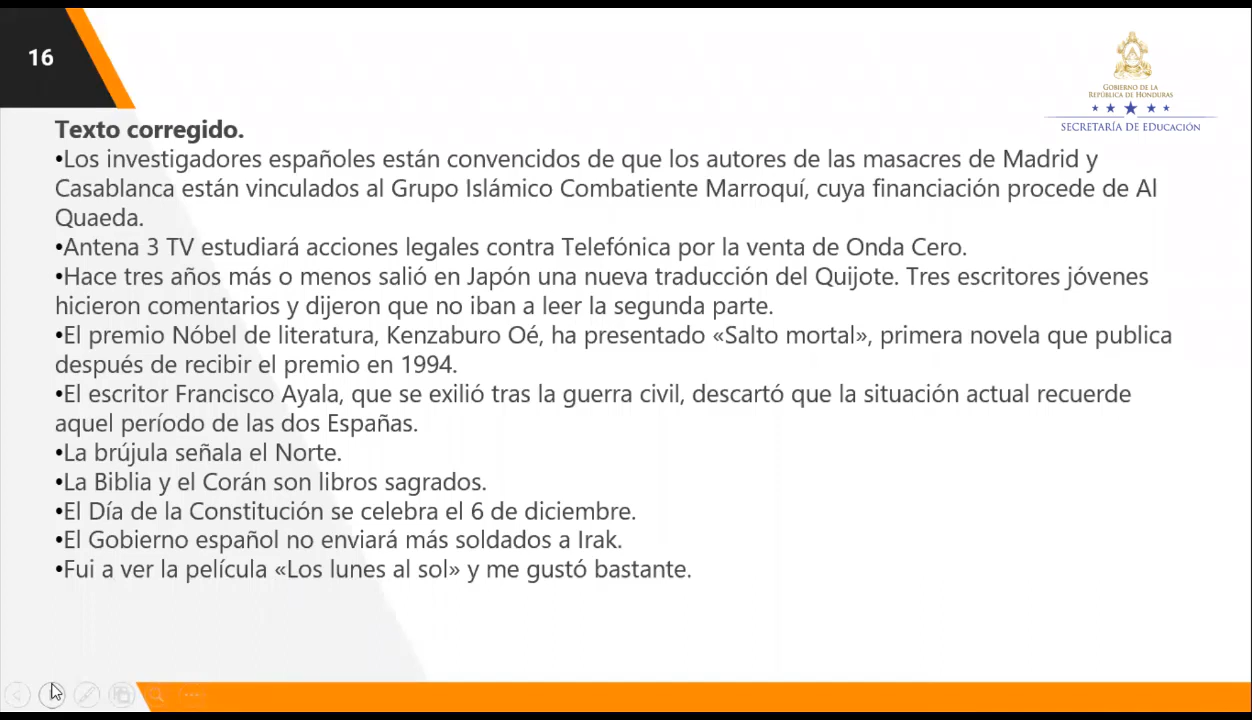 16
GOBIERNO DE LA
REPÚBLICA DE HONDURAS
SECRETARÍA DE EDUCACIÓN
Texto corregido.
•Los investigadores españoles están convencidos de que los autores de las masacres de Madrid y
Casablanca están vinculados al Grupo Islámico Combatiente Marroquí, cuya financiación procede de Al
Quaeda.
•Antena 3 TV estudiará acciones legales contra Telefónica por la venta de Onda Cero.
•Hace tres años más o menos salió en Japón una nueva traducción del Quijote. Tres escritores jóvenes
hicieron comentarios y dijeron que no iban a leer la segunda parte.
•El premio Nóbel de literatura, Kenzaburo Oé, ha presentado «Salto mortal», primera novela que publica
después de recibir el premio en 1994.
•El escritor Francisco Ayala, que se exilió tras la guerra civil, descartó que la situación actual recuerde
aquel período de las dos Españas.
•La brújula señala el Norte.
•La Biblia y el Corán son libros sagrados.
•El Día de la Constitución se celebra el 6 de diciembre.
•El Gobierno español no enviará más soldados a Irak.
•Fui a ver la película «Los lunes al sol» y me gustó bastante.